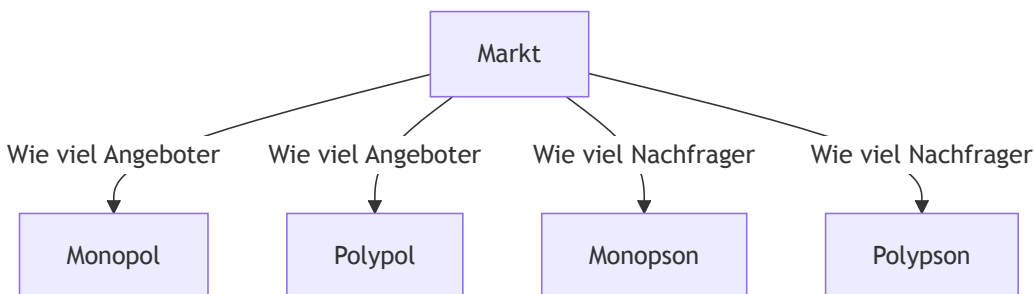 Markt
Wie viel Angeboter
Wie viel Angeboter
Wie viel Nachfrager
Wie viel Nachfrager
Monopol
Polypol
Monopson
Polypson